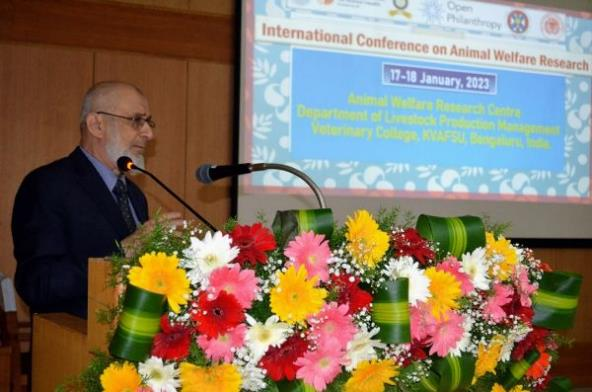 Open
Philanthropy
International Conference on Animal Welfare Research
17-18 January, 2023
Animal Welfare Research Centre
Department of Livestock Production Management
Veterinary College, KVAFSU, Bengaluru, India.